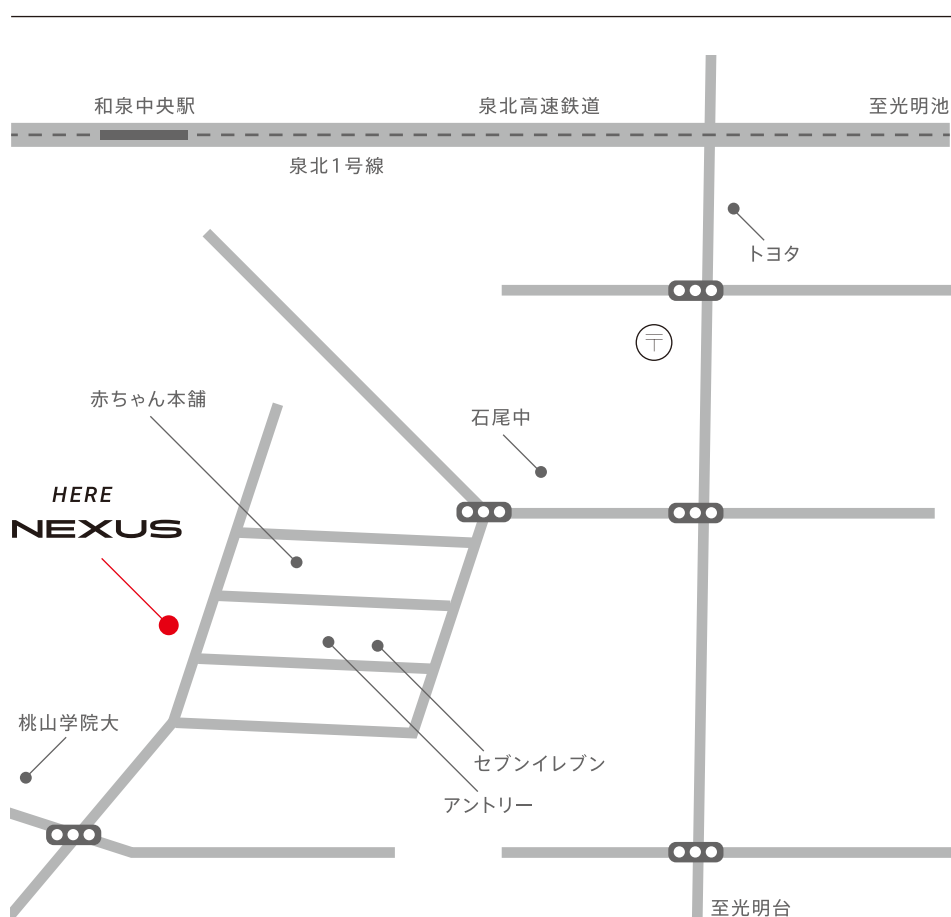 和泉中央駅
泉北高速鉄道
至光明池
泉北1号線
トヨタ
〒
赤ちゃん本舗
石尾中
HERE
NEXUS
桃山学院大
セブンイレブン
アントリー
至光明台